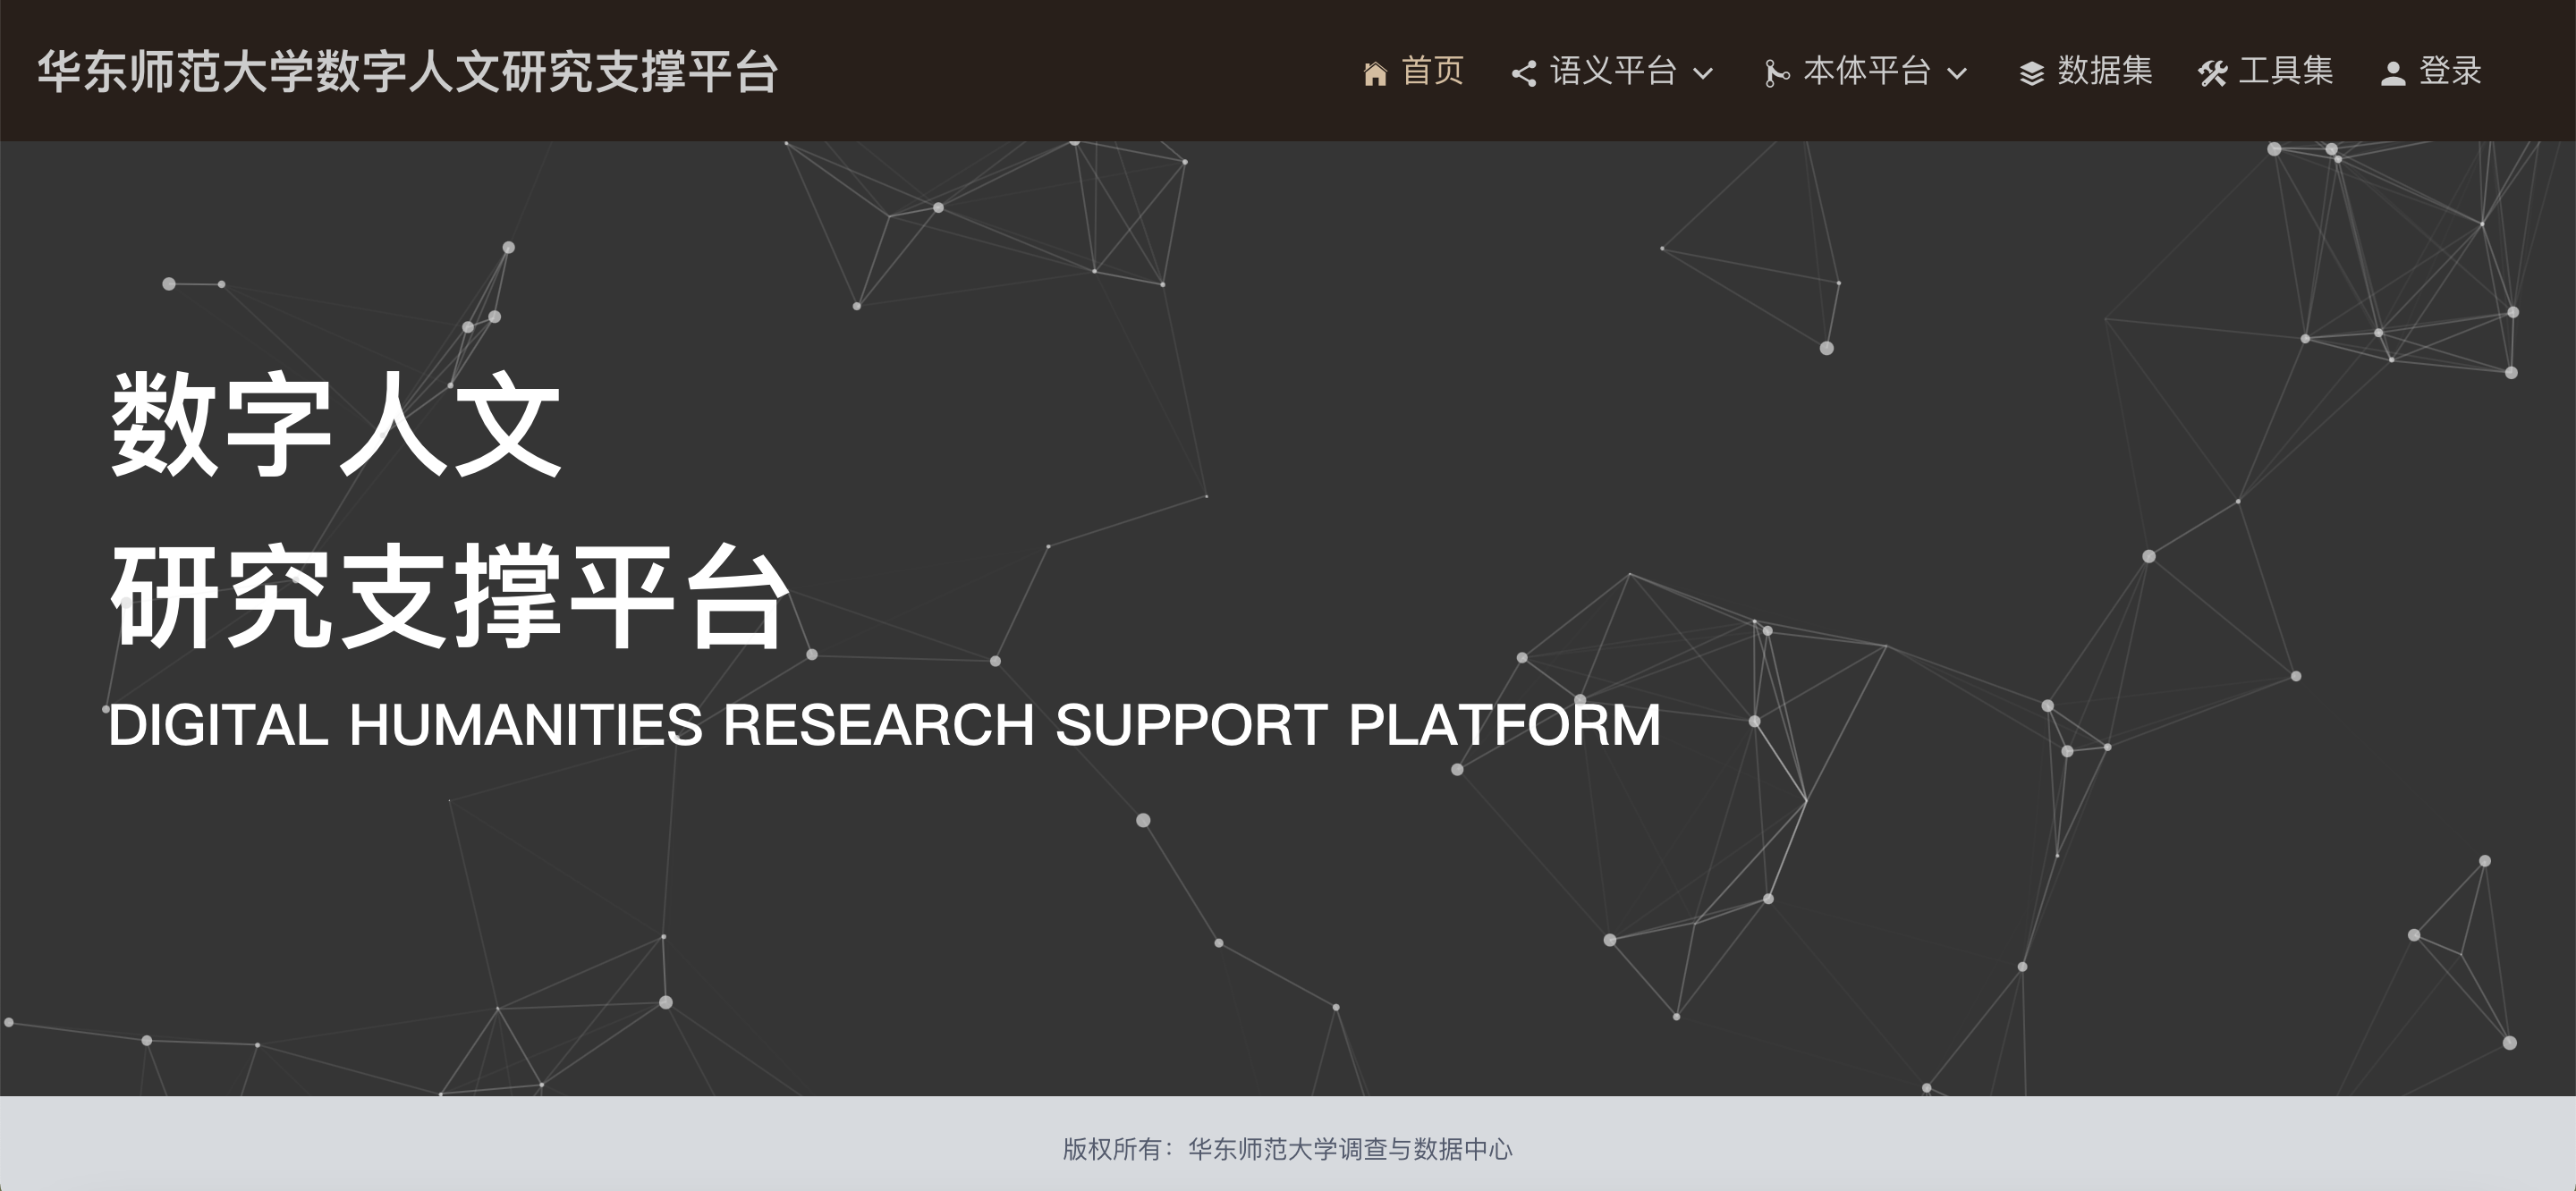 华东师范大学数字人文研究支撑平台
首页 语义平台 本体平台 数据集 工具集 登录
数字人文
研究支撑平台
DIGITAL HUMANITIES RESEARCH SUPPORT PLATFORM
版权所有：华东师范大学调查与数据中心